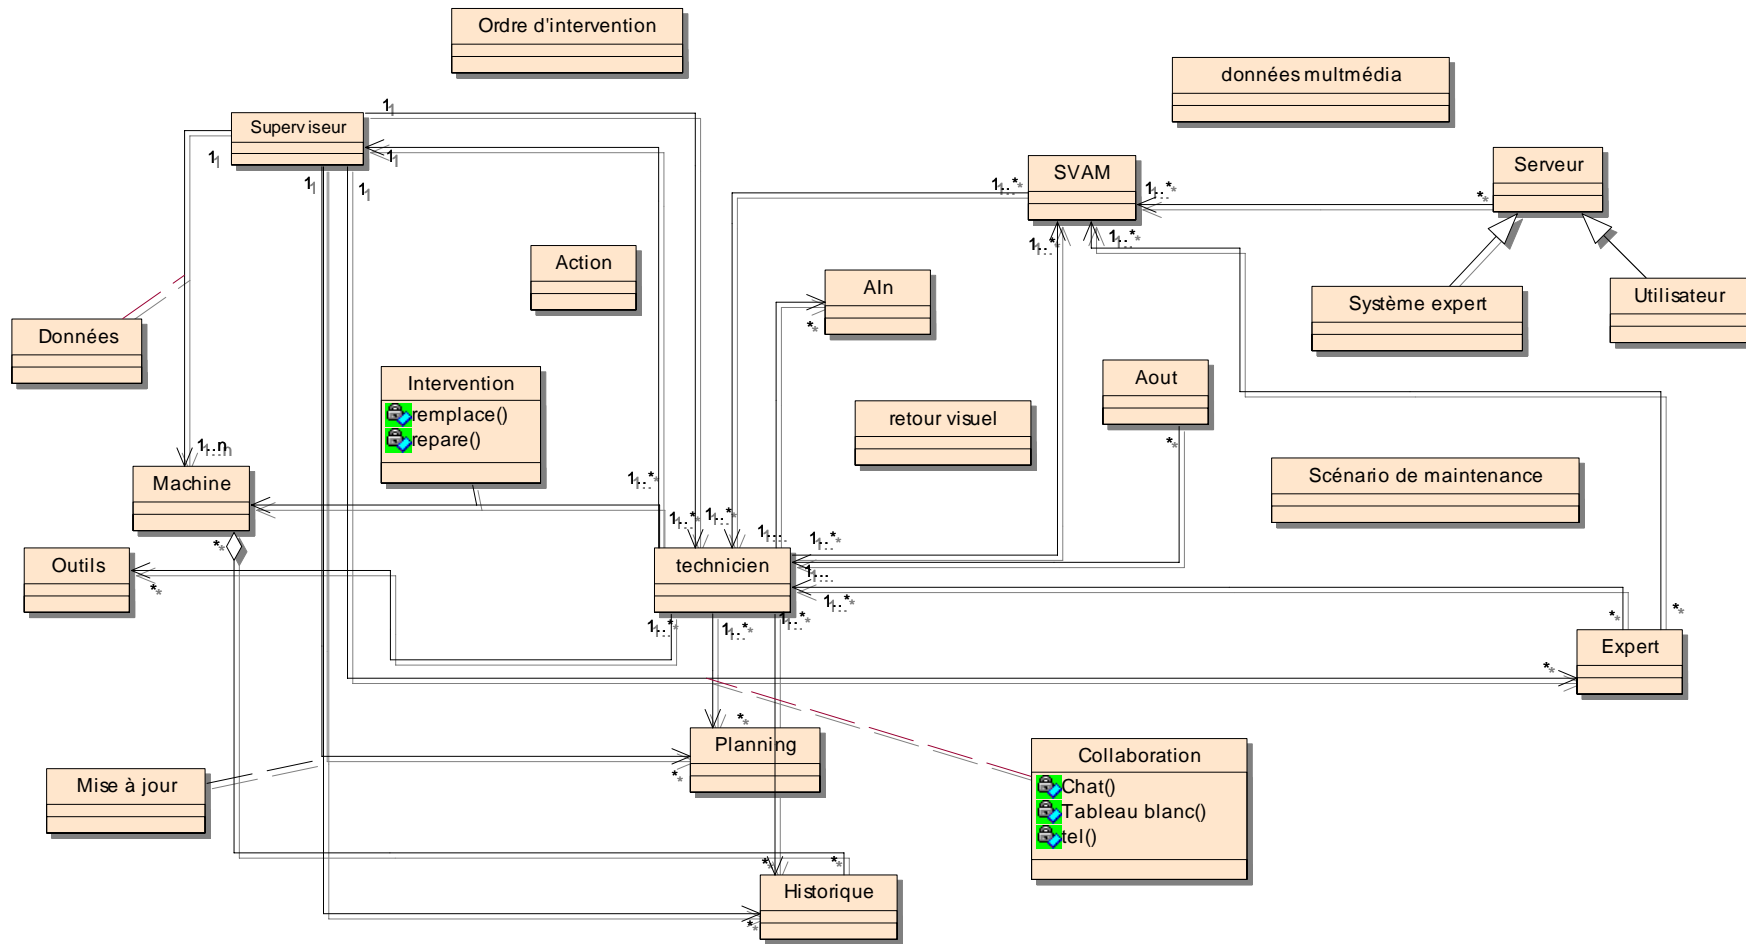 Ordre d'intervention
données multmédia
Superviseur
1
1
1
1
1
SVAM
1..*
1..*
1..*
1..*
Serveur
*
Action
AIn
*
Système expert
Utilisateur
Données
Intervention
remplace()
repare()
Aout
*
retour visuel
1..n
Machine
*
1..*
Scénario de maintenance
1..*
1..*
1...
1..*
Outils
*
technicien
1...
1..*
1..*
1..*
1..*
*
*
Expert
*
*
Planning
*
Collaboration
Chat()
Tableau blanc()
tel()
Mise à jour
*
*
Historique
*